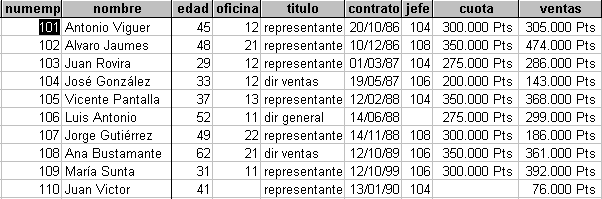 numemp nombre edad oficina titulo contrato jefe cuota ventas
101 Antonio Viguer 45 12 representante 20/10/86 104 300.000 Pts 305.000 Pts
102 Alvaro Jaumes 48 21 representante 10/12/86 108 350.000 Pts 474.000 Pts
103 Juan Rovira 29 12 representante 01/03/87 104 275.000 Pts 286.000 Pts
104 José González 33 12 dir ventas 19/05/87 106 200.000 Pts 143.000 Pts
105 Vicente Pantalla 37 13 representante 12/02/88 104 350.000 Pts 368.000 Pts
106 Luis Antonio 52 11 dir general 14/06/88 275.000 Pts 299.000 Pts
107 Jorge Gutiérrez 49 22 representante 14/11/88 108 300.000 Pts 186.000 Pts
108 Ana Bustamante 62 21 dir ventas 12/10/89 106 350.000 Pts 361.000 Pts
109 María Sunta 31 11 representante 12/10/99 106 300.000 Pts 392.000 Pts
110 Juan Victor 41 representante 13/01/90 104 76.000 Pts